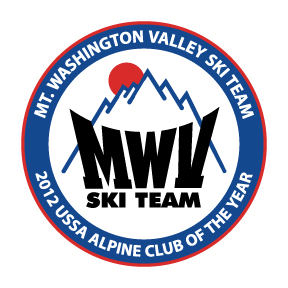 MT. WASHINGTON VALLEY SKI TEAM
MWV
SKI TEAM
2012 USSA ALPINE CLUB OF THE YEAR